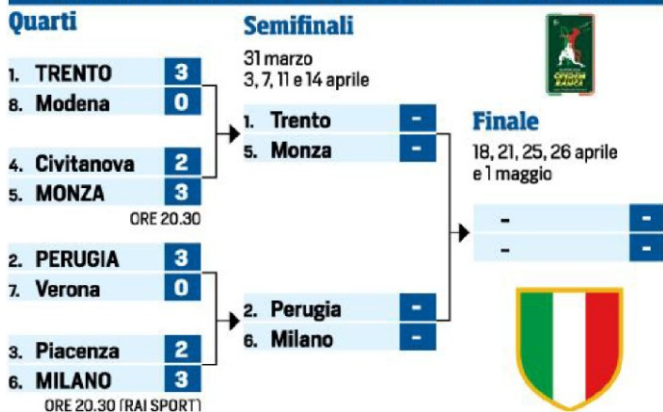 Quarti
1. TRENTO 3
8. Modena 0
4. Civitanova 2
5. MONZA 3
ORE 20.30
2. PERUGIA 3
7. Verona 0
3. Piacenza 2
6. MILANO 3
ORE 20.30 (RAI SPORT)
Semifinali
31 marzo
3, 7, 11 e 14 aprile
1. Trento -
5. Monza -
2. Perugia -
6. Milano -
Finale
18, 21, 25, 26 aprile
e 1 maggio
- -
- -